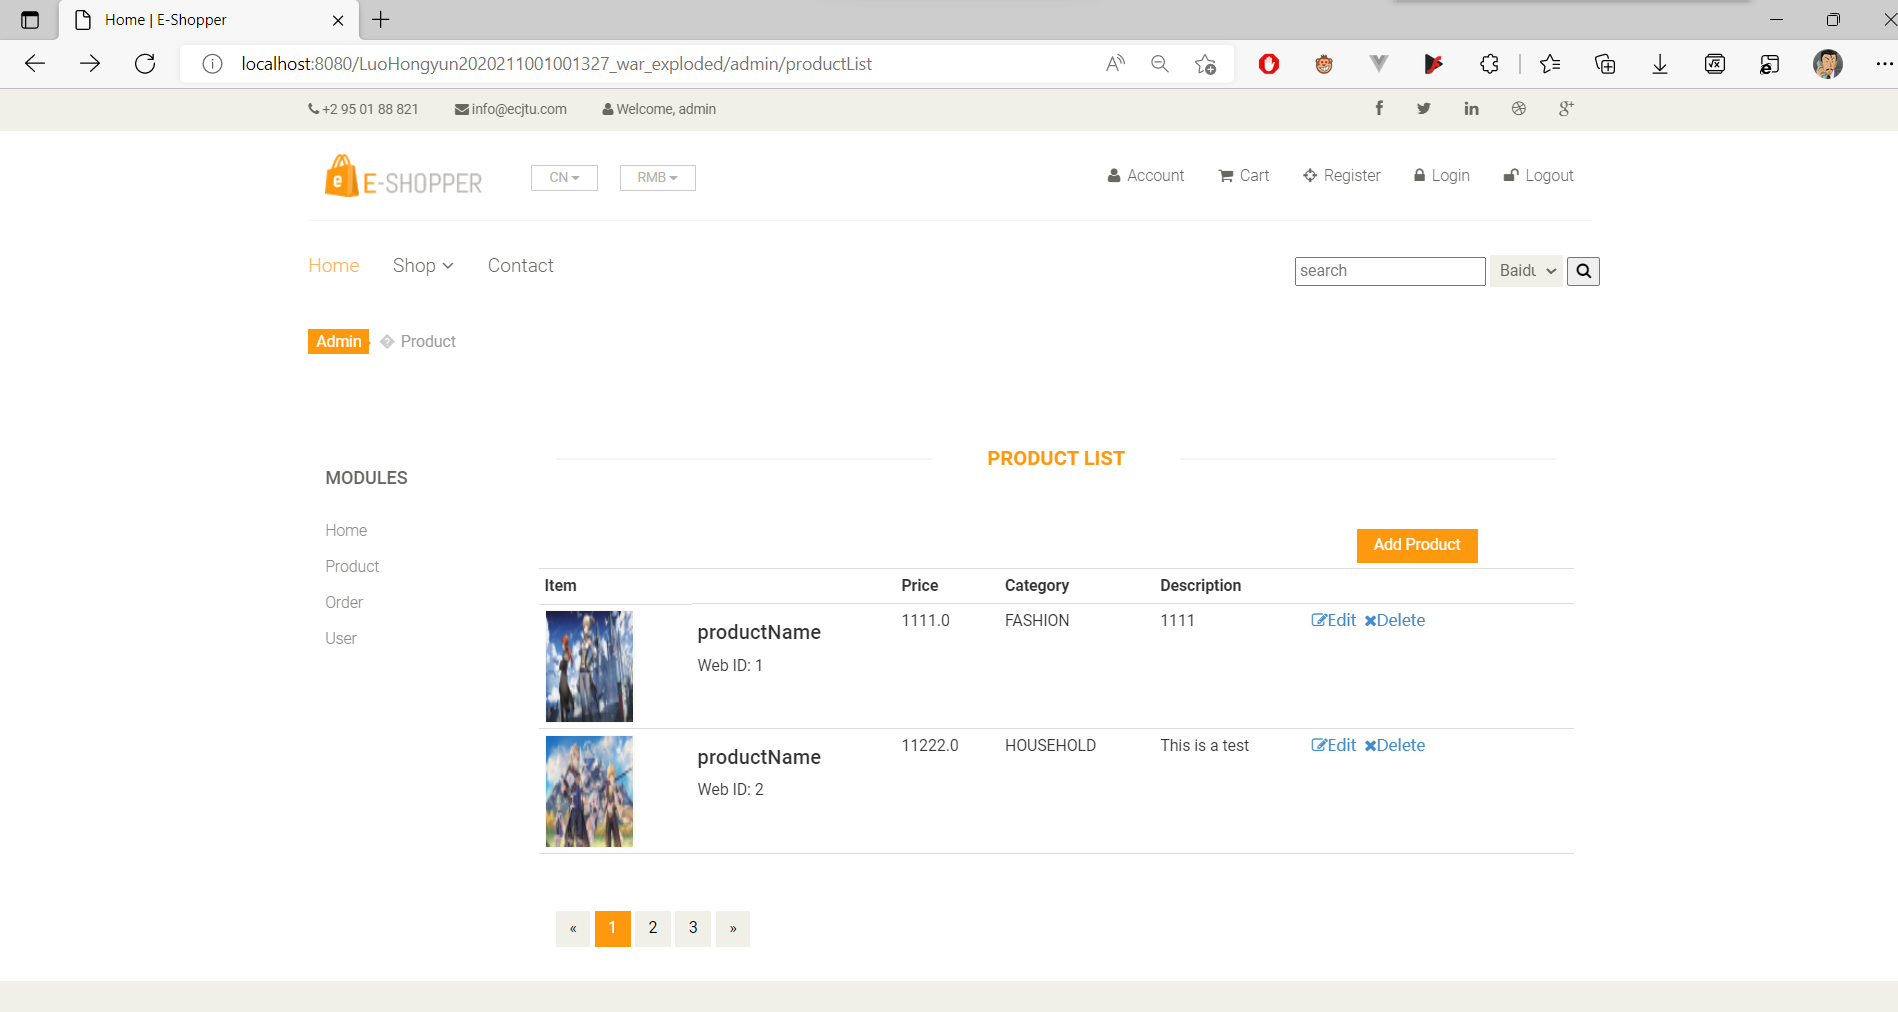 Home | E-Shopper
localhost:8080/LuoHongyun2020211001001327_war_exploded/admin/productList
+2 95 01 88 821 info@ecjtu.com Welcome, admin
E-SHOPPER CN RMB Account Cart Register Login Logout
Home Shop Contact search Baidu
Admin � Product
PRODUCT LIST
MODULES
Home
Product
Order
User
Add Product
Item Price Category Description
productName 1111.0 FASHION 1111 Edit Delete
Web ID: 1
productName 11222.0 HOUSEHOLD This is a test Edit Delete
Web ID: 2
« 1 2 3 »